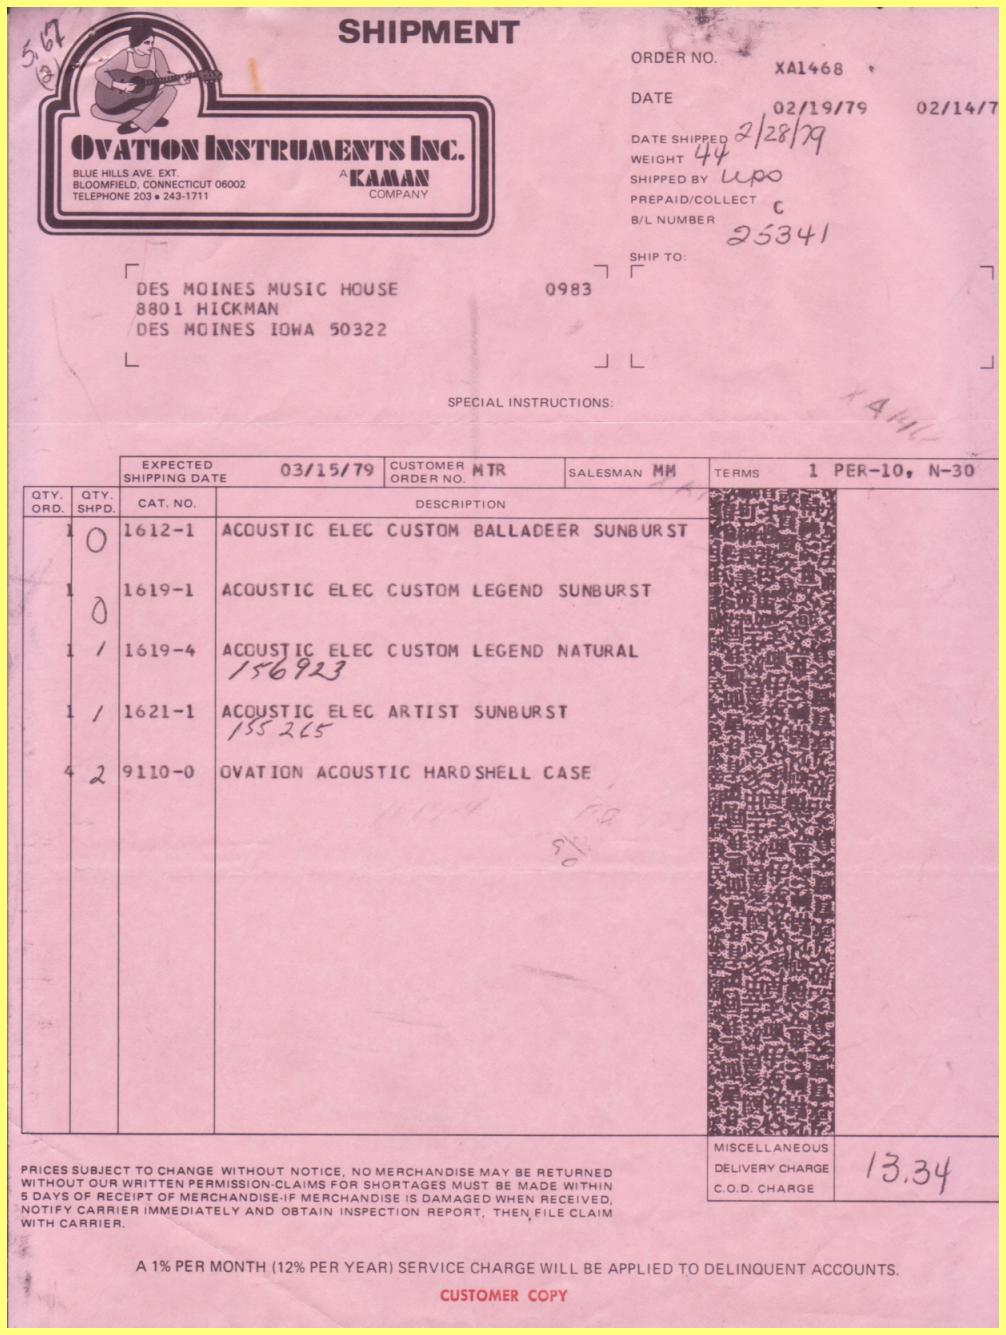 SHIPMENT
5.67
(2)
OVATION INSTRUMENTS INC.
BLUE HILLS AVE. EXT.
BLOOMFIELD, CONNECTICUT 06002
TELEPHONE 203 • 243-1711
A KAMAN
COMPANY
ORDER NO. XA1468
DATE 02/19/79 02/14/7
DATE SHIPPED 2/28/79
WEIGHT 44
SHIPPED BY UPS
PREPAID/COLLECT C
B/L NUMBER 25341
SHIP TO:
DES MOINES MUSIC HOUSE 0983
8801 HICKMAN
DES MOINES IOWA 50322
SPECIAL INSTRUCTIONS:
EXPECTED SHIPPING DATE 03/15/79 CUSTOMER ORDER NO. MTR SALESMAN MM TERMS 1 PER-10, N-30
QTY. ORD. QTY. SHPD. CAT. NO. DESCRIPTION
1 0 1612-1 ACOUSTIC ELEC CUSTOM BALLADEER SUNBURST
1 0 1619-1 ACOUSTIC ELEC CUSTOM LEGEND SUNBURST
1 1 1619-4 ACOUSTIC ELEC CUSTOM LEGEND NATURAL
156923
1 1 1621-1 ACOUSTIC ELEC ARTIST SUNBURST
155265
4 2 9110-0 OVATION ACOUSTIC HARDSHELL CASE
MISCELLANEOUS
DELIVERY CHARGE 13.34
C.O.D. CHARGE
PRICES SUBJECT TO CHANGE WITHOUT NOTICE, NO MERCHANDISE MAY BE RETURNED
WITHOUT OUR WRITTEN PERMISSION-CLAIMS FOR SHORTAGES MUST BE MADE WITHIN
5 DAYS OF RECEIPT OF MERCHANDISE-IF MERCHANDISE IS DAMAGED WHEN RECEIVED,
NOTIFY CARRIER IMMEDIATELY AND OBTAIN INSPECTION REPORT, THEN FILE CLAIM
WITH CARRIER.
A 1% PER MONTH (12% PER YEAR) SERVICE CHARGE WILL BE APPLIED TO DELINQUENT ACCOUNTS.
CUSTOMER COPY